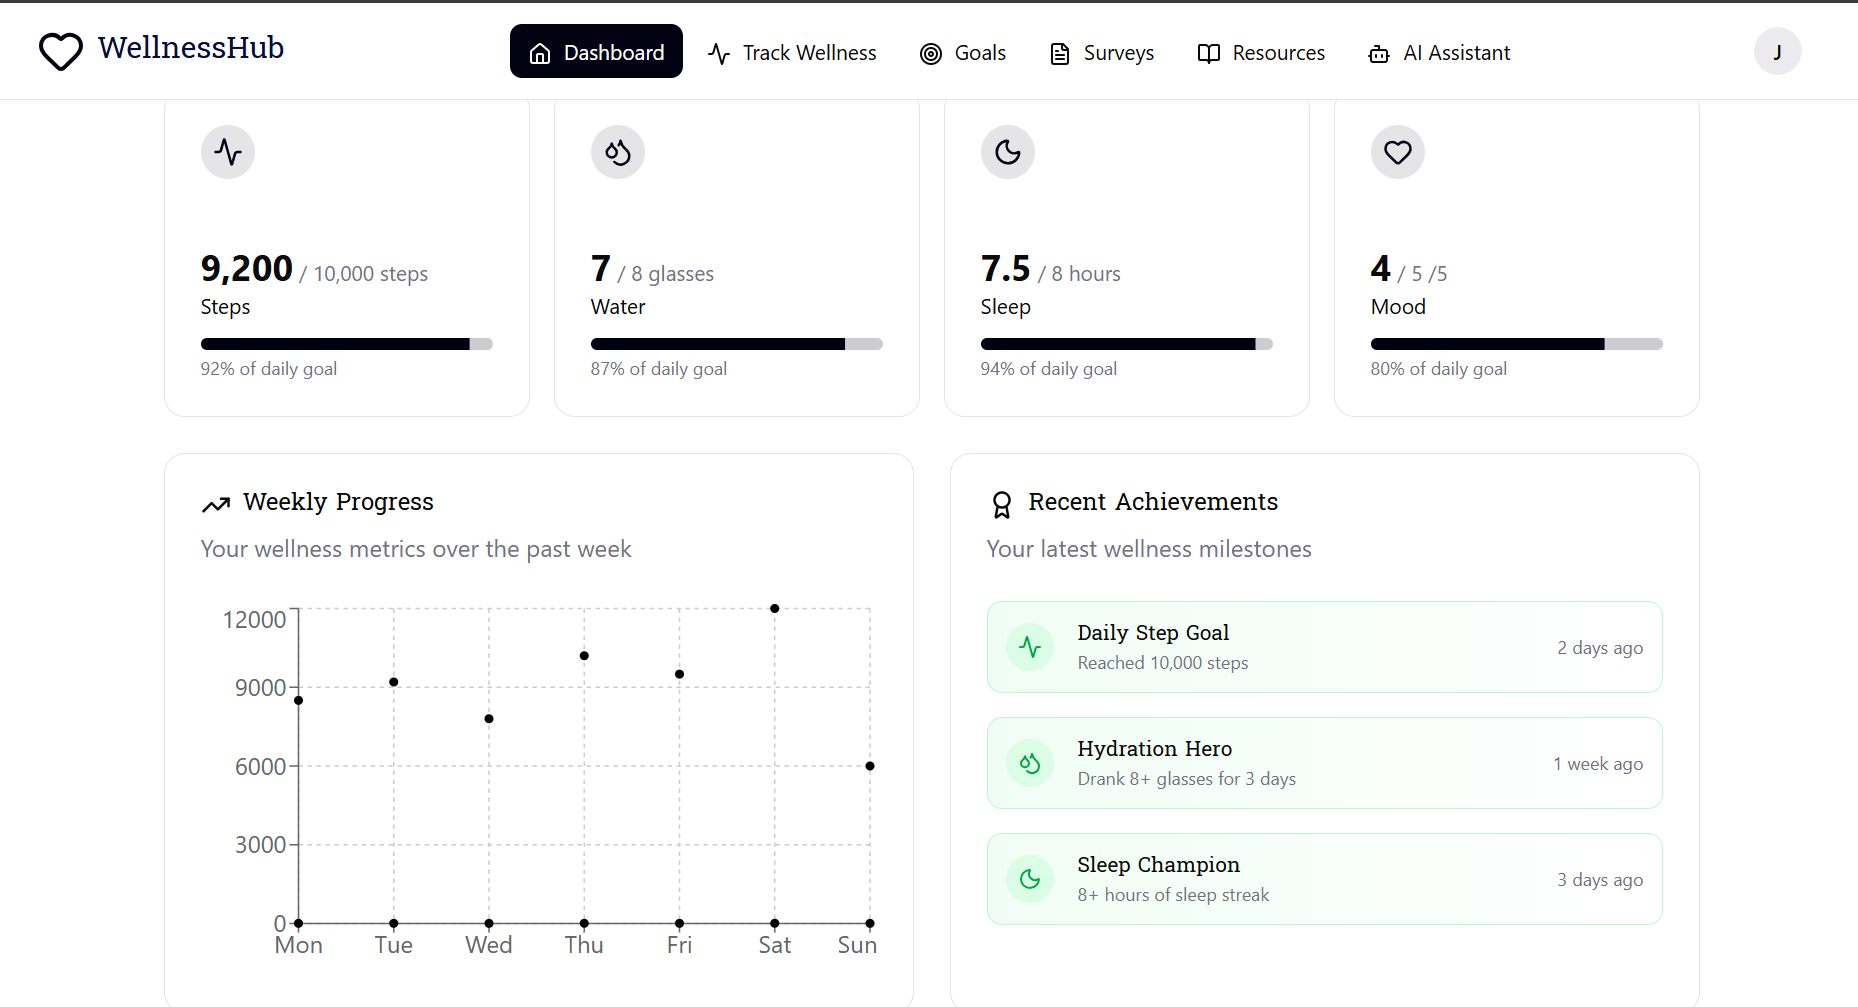 WellnessHub
Dashboard
Track Wellness
Goals
Surveys
Resources
AI Assistant
J
9,200 / 10,000 steps
Steps
92% of daily goal
7 / 8 glasses
Water
87% of daily goal
7.5 / 8 hours
Sleep
94% of daily goal
4 / 5 /5
Mood
80% of daily goal
Weekly Progress
Your wellness metrics over the past week
12000
9000
6000
3000
0
Mon Tue Wed Thu Fri Sat Sun
Recent Achievements
Your latest wellness milestones
Daily Step Goal
Reached 10,000 steps
2 days ago
Hydration Hero
Drank 8+ glasses for 3 days
1 week ago
Sleep Champion
8+ hours of sleep streak
3 days ago